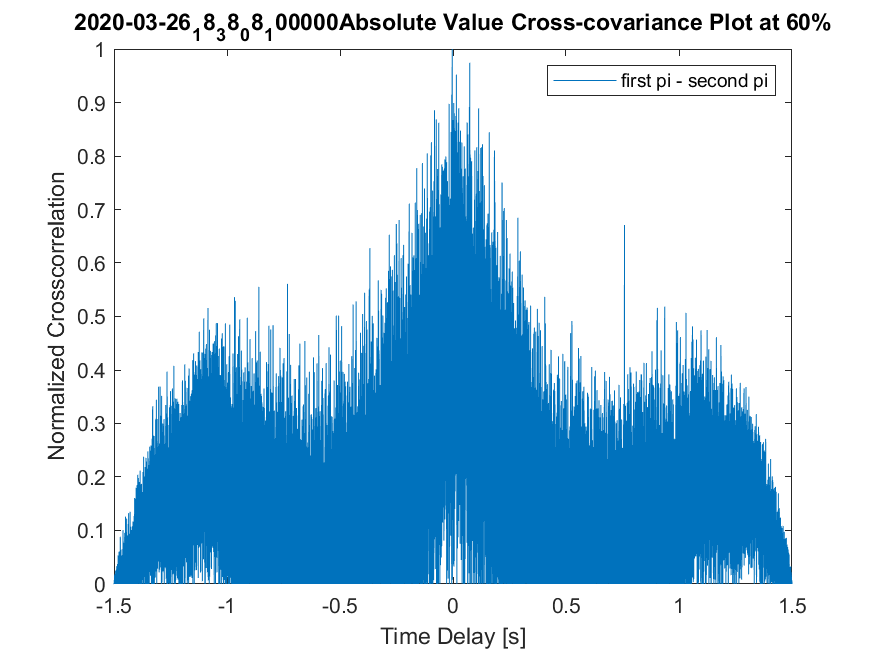 2020-03-26₁8₃8₀8₁00000Absolute Value Cross-covariance Plot at 60%
first pi - second pi
Normalized Crosscorrelation
1
0.9
0.8
0.7
0.6
0.5
0.4
0.3
0.2
0.1
0
-1.5 -1 -0.5 0 0.5 1 1.5
Time Delay [s]